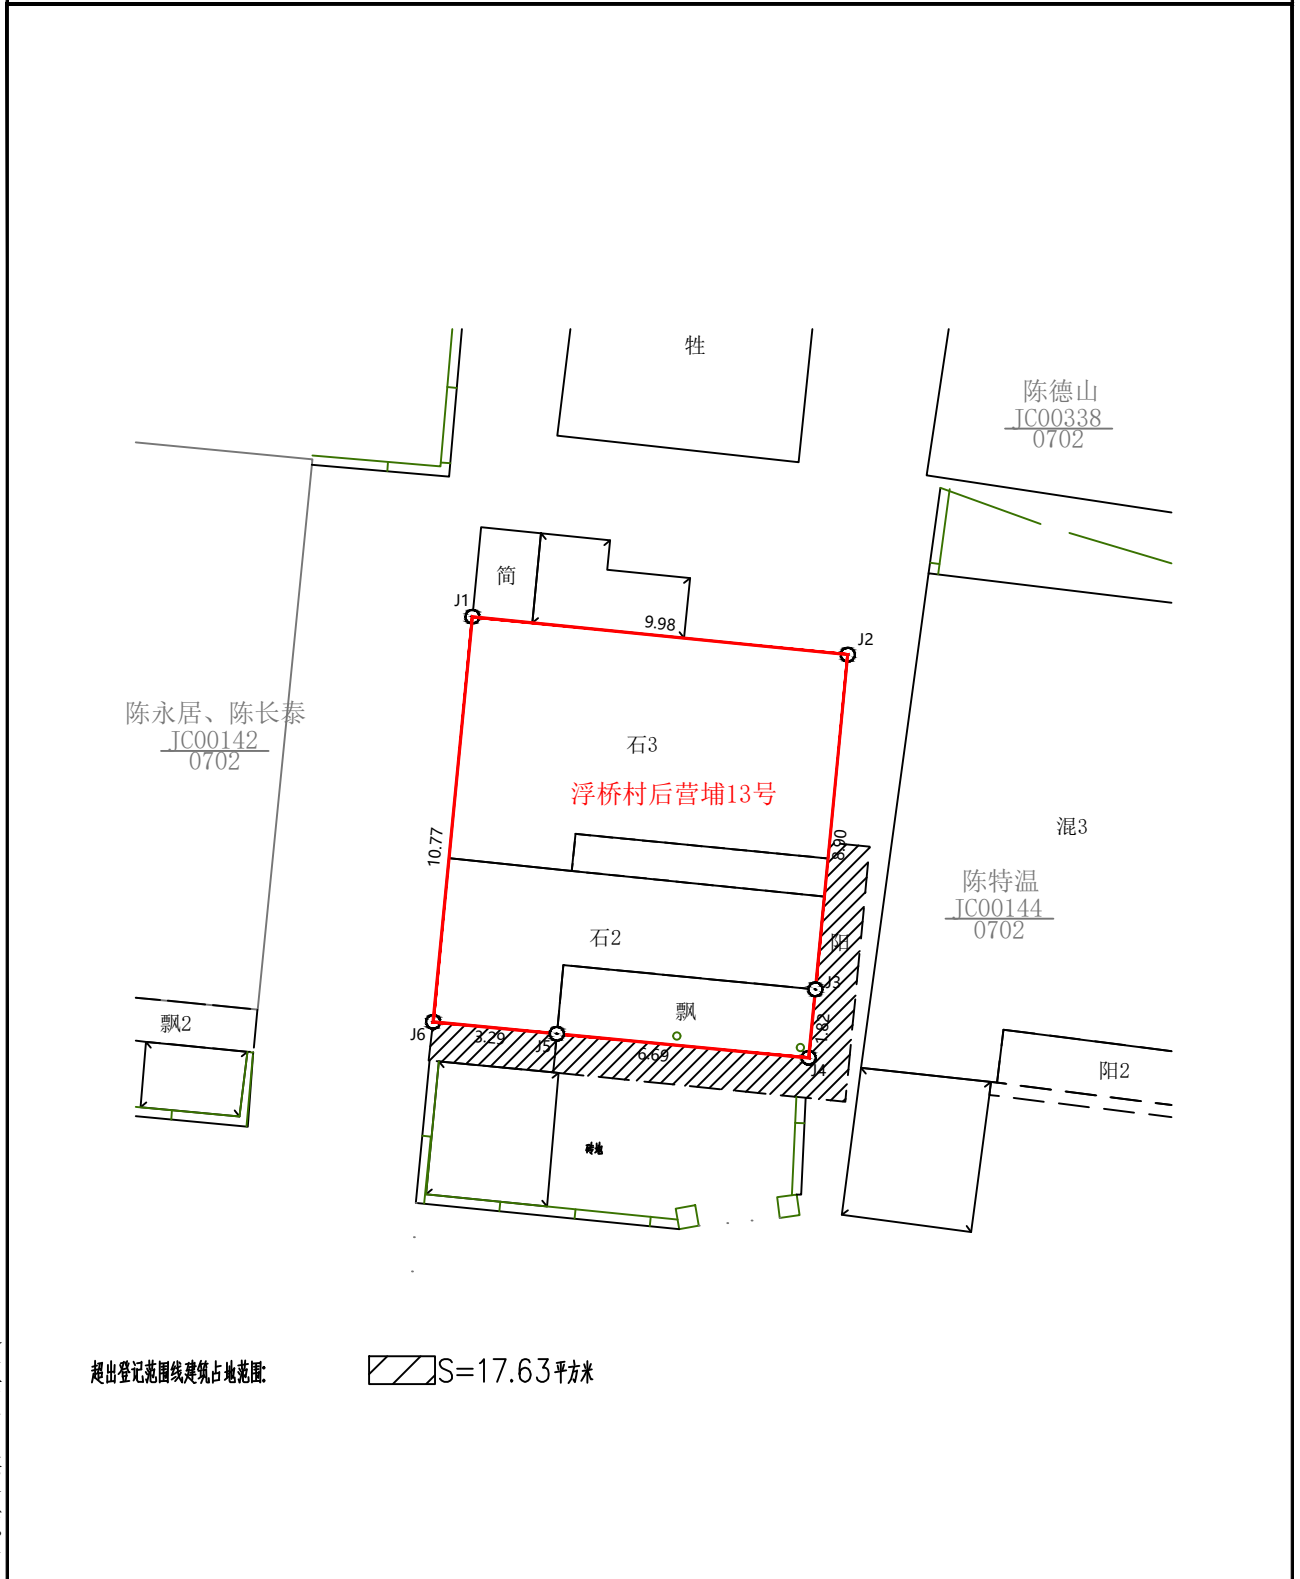 牲
陈德山
JC00338
0702
简
J1
9.98
J2
陈永居、陈长泰
JC00142
0702
石3
浮桥村后营埔13号
10.77
8.90
混3
陈特温
JC00144
0702
石2
阳
J3
飘
飘2
J6
3.29
J5
6.69
1.82
J4
阳2
砖地
超出登记范围线建筑占地范围:
S=17.63平方米